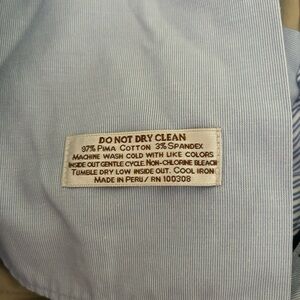 DO NOT DRY CLEAN
97% PIMA COTTON 3% SPANDEX
MACHINE WASH COLD WITH LIKE COLORS
INSIDE OUT GENTLE CYCLE. NON-CHLORINE BLEACH
TUMBLE DRY LOW INSIDE OUT. COOL IRON
MADE IN PERU/ RN 100308